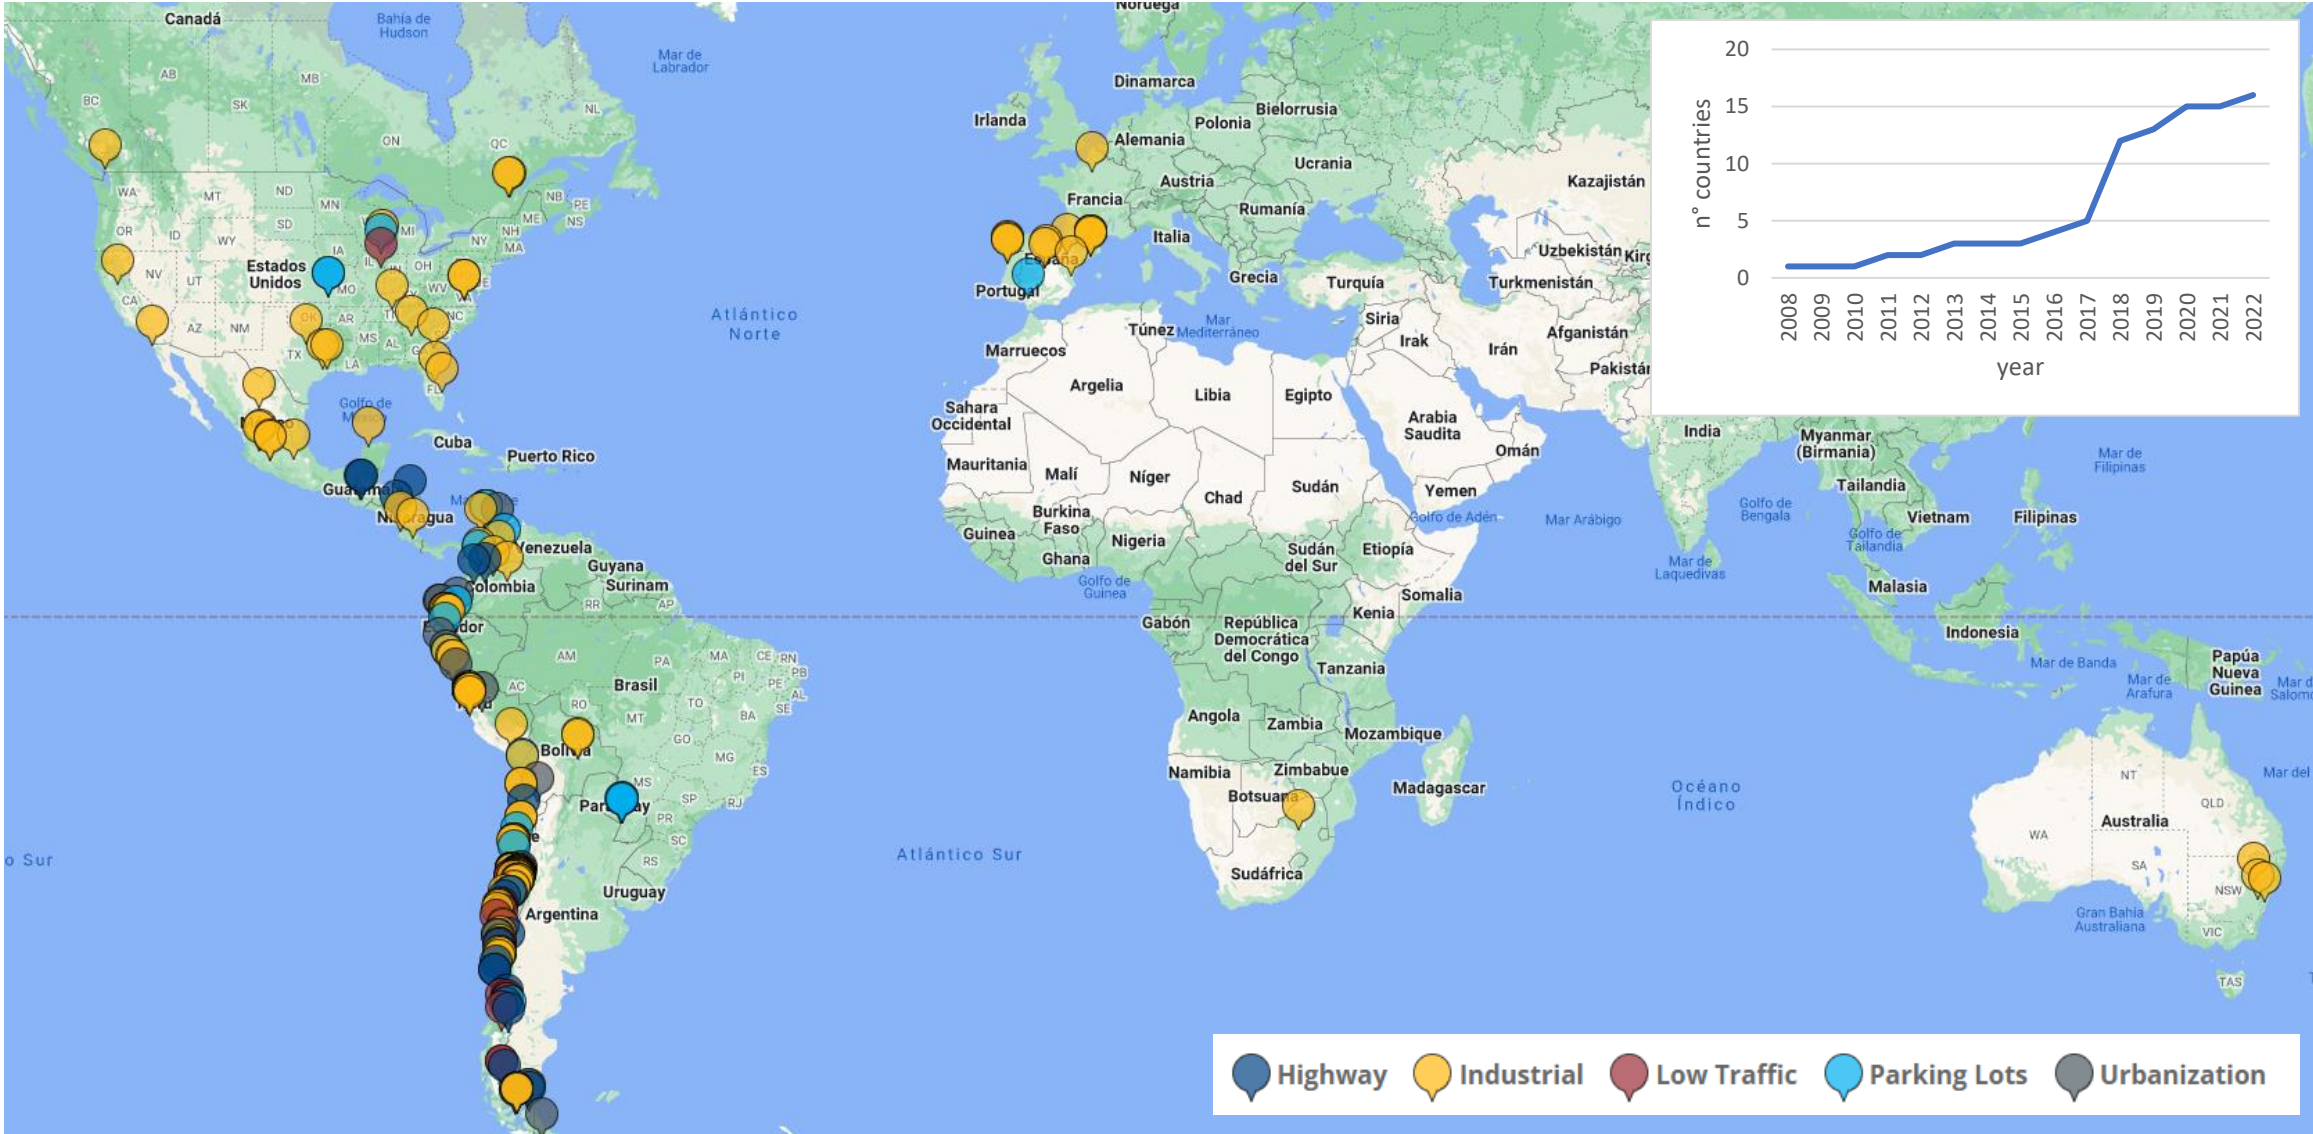 Canadá
Bahía de
Hudson
Mar de
Labrador
Noruega
AB
MB
BC
SK
NL
ON
QC
Dinamarca
Irlanda
Bielorrusia
Polonia
Alemania
Ucrania
Austria
Kazajistán
Francia
Rumanía
WA
MT
ND
MN
NB
PE
NS
ME
OR
ID
SD
WY
MI
NH
NY
MA
IA
Italia
Uzbekistán
Estados
Unidos
NV
UT
OH
MO
WV
España
Grecia
Turquía
Turkmenistán
Portugal
CA
AZ
NM
OK
AR
NC
MS
AL
TX
LA
FL
Atlántico
Norte
Túnez
Mar
Mediterráneo
Siria
Irak
Irán
Afganistán
Marruecos
Argelia
Libia
Egipto
Golfo de
Cuba
Puerto Rico
Sahara
Occidental
Arabia
Saudita
Omán
India
Myanmar
(Birmania)
Mar de
Filipinas
Mauritania
Malí
Níger
Chad
Sudán
Yemen
Tailandia
Guatemala
Nicaragua
Burkina
Faso
Golfo de Adén
Mar Arábigo
Golfo de
Bengala
Vietnam
Filipinas
Guinea
Nigeria
Ghana
Sudán
del Sur
Etiopía
Golfo de
Tailandia
Venezuela
Guyana
Surinam
Colombia
Golfo de
Guinea
Mar de
Laquedivas
Malasia
RR
AP
Somalia
Kenia
Gabón
República
Democrática
del Congo
Indonesia
AM
PA
MA
CE
RN
PB
PI
PE
AL
SE
Tanzania
Mar de Banda
Papúa
Nueva
Guinea
Mar de
Arafura
AC
Brasil
RO
TO
MT
BA
Angola
Zambia
Mozambique
Bolivia
GO
MG
ES
Namibia
Zimbabue
Madagascar
Botsuana
Océano
Índico
NT
QLD
MS
Paraguay
SP
RJ
PR
SC
RS
Atlántico Sur
o Sur
Australia
WA
SA
NSW
Uruguay
Argentina
Sudáfrica
Gran Bahía
Australiana
VIC
TAS
20
15
10
5
0
n° countries
2008
2009
2010
2011
2012
2013
2014
2015
2016
2017
2018
2019
2020
2021
2022
year
Highway
Industrial
Low Traffic
Parking Lots
Urbanization